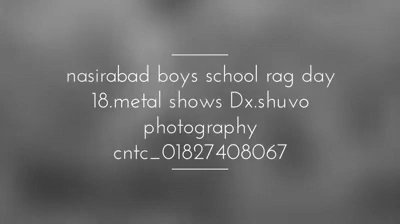 nasirabad boys school rag day
18.metal shows Dx.shuvo
photography
cntc_01827408067